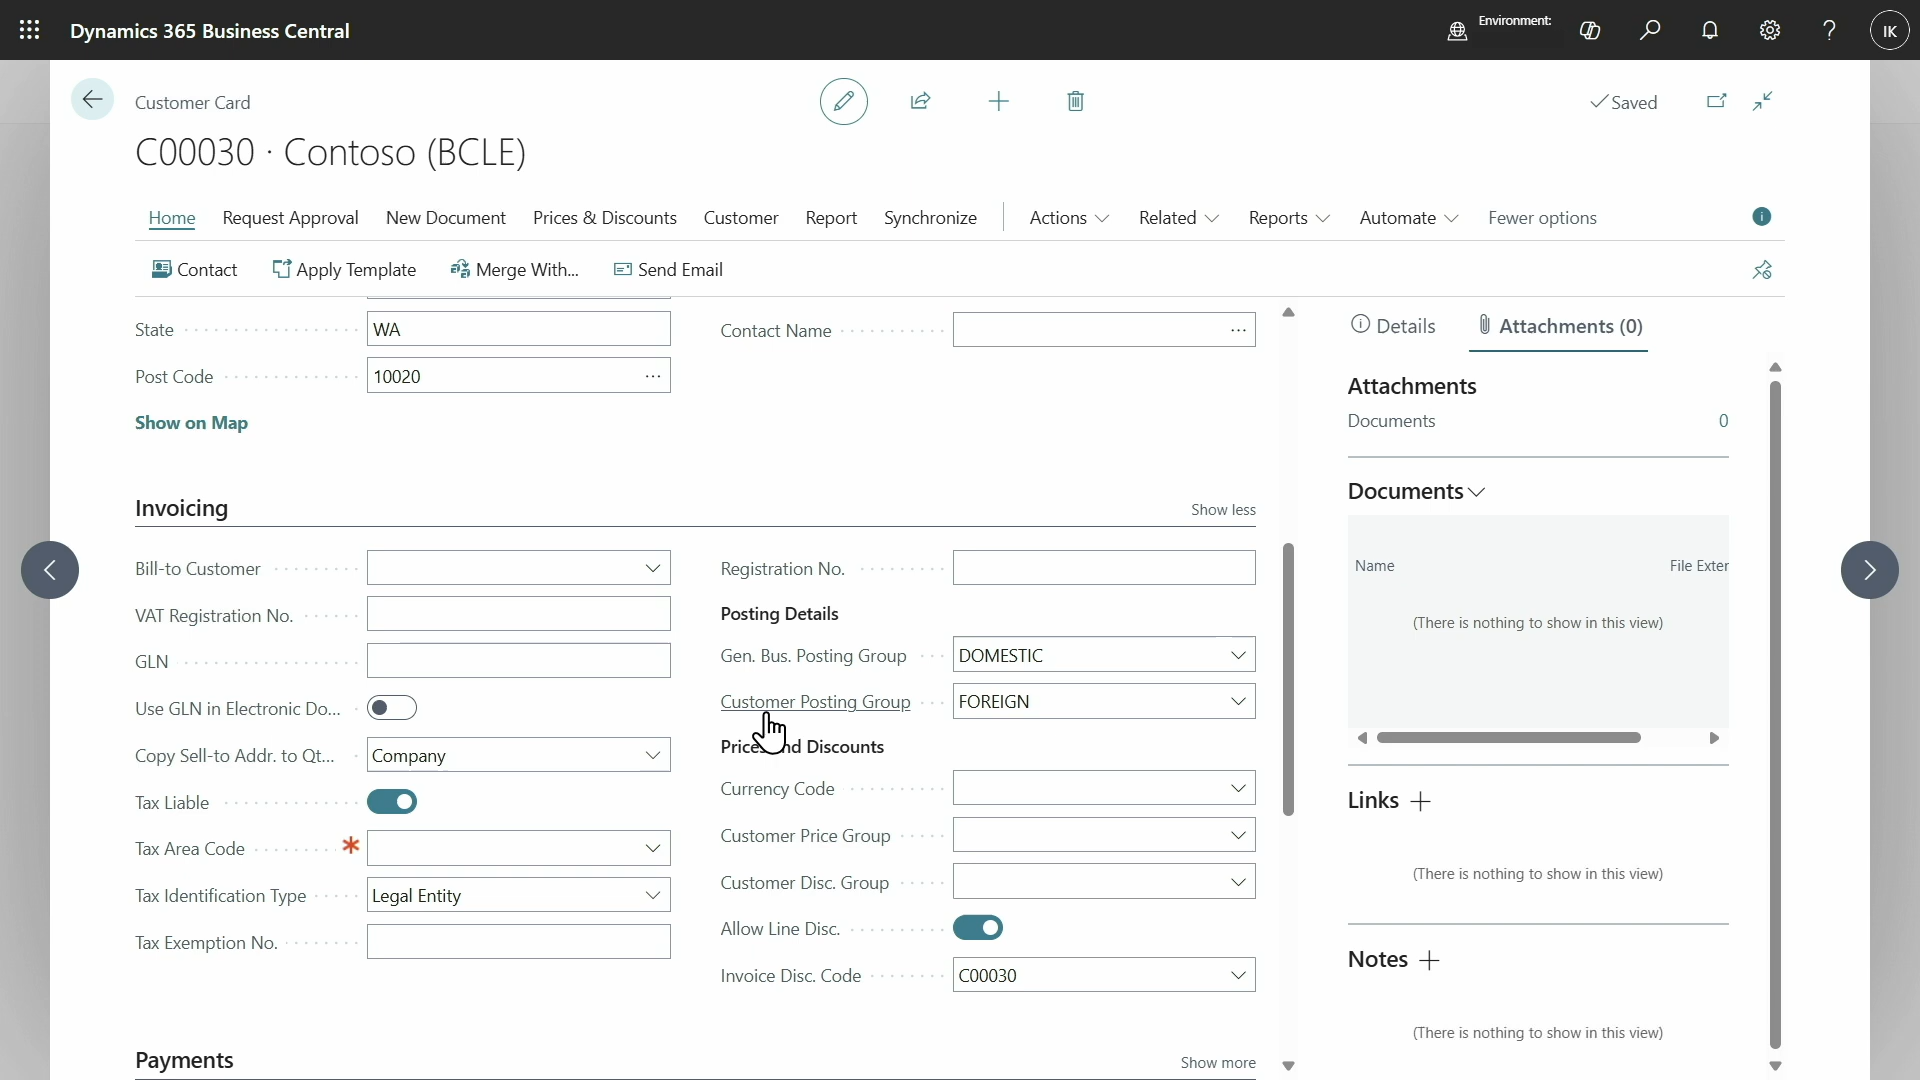 Dynamics 365 Business Central
Environment:
IK
Customer Card
Saved
C00030 · Contoso (BCLE)
Home Request Approval New Document Prices & Discounts Customer Report Synchronize Actions Related Reports Automate Fewer options
Contact Apply Template Merge With... Send Email
State WA
Contact Name
Post Code 10020
Show on Map
Details Attachments (0)
Attachments
Documents 0
Invoicing Show less
Bill-to Customer
VAT Registration No.
GLN
Use GLN in Electronic Do...
Copy Sell-to Addr. to Qt... Company
Tax Liable
Tax Area Code *
Tax Identification Type Legal Entity
Tax Exemption No.
Registration No.
Posting Details
Gen. Bus. Posting Group DOMESTIC
Customer Posting Group FOREIGN
Prices and Discounts
Currency Code
Customer Price Group
Customer Disc. Group
Allow Line Disc.
Invoice Disc. Code C00030
Payments Show more
Documents
Name File Exter
(There is nothing to show in this view)
Links
(There is nothing to show in this view)
Notes
(There is nothing to show in this view)